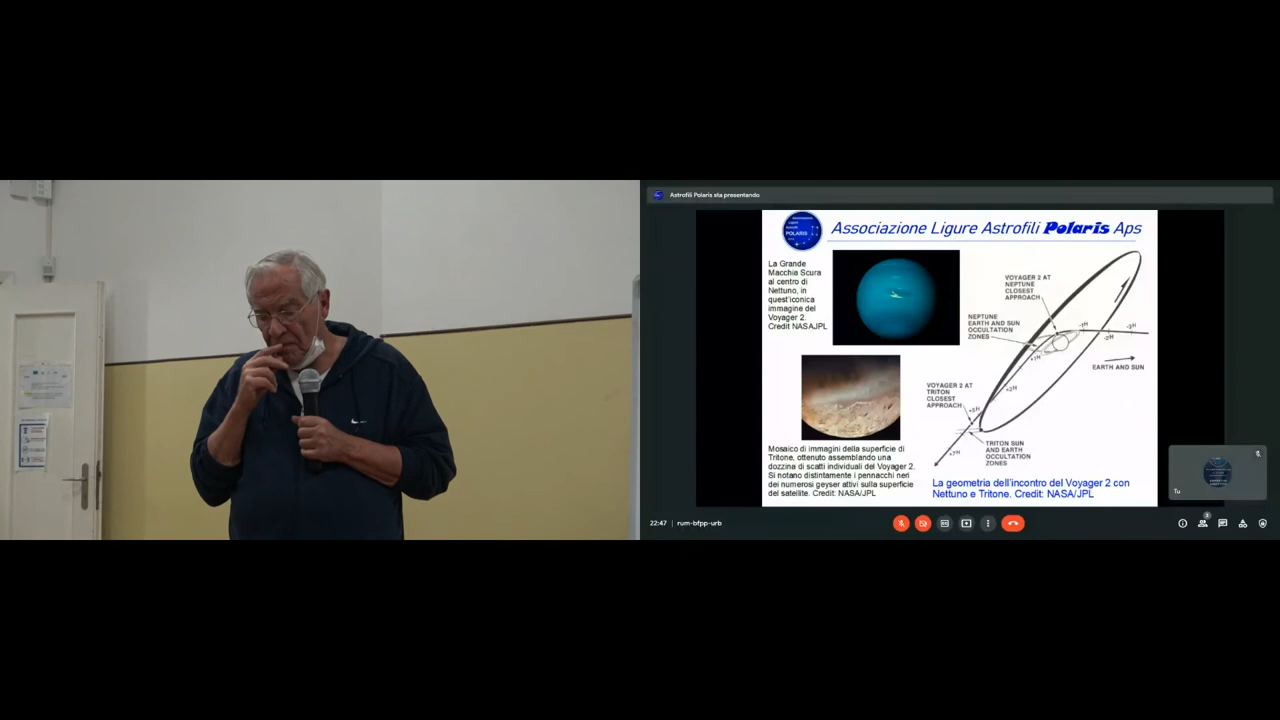 Astrofili Polaris sta presentando
POLARIS
Associazione Ligure Astrofili Polaris Aps
La Grande
Macchia Scura
al centro di
Nettuno, in
quest'iconica
immagine del
Voyager 2.
Credit NASAJPL
Mosaico di immagini della superficie di
Tritone, ottenuto assemblando una
dozzina di scatti individuali del Voyager 2.
Si notano distintamente i pennacchi neri
dei numerosi geyser attivi sulla superficie
del satellite. Credit: NASA/JPL
VOYAGER 2 AT
NEPTUNE
CLOSEST
APPROACH
NEPTUNE
EARTH AND SUN
OCCULTATION
ZONES
EARTH AND SUN
VOYAGER 2 AT
TRITON
CLOSEST
APPROACH
TRITON SUN
AND EARTH
OCCULTATION
ZONES
La geometria dell'incontro del Voyager 2 con
Nettuno e Tritone. Credit: NASA/JPL
Tu
22:47 | rum-bfpp-urb
3